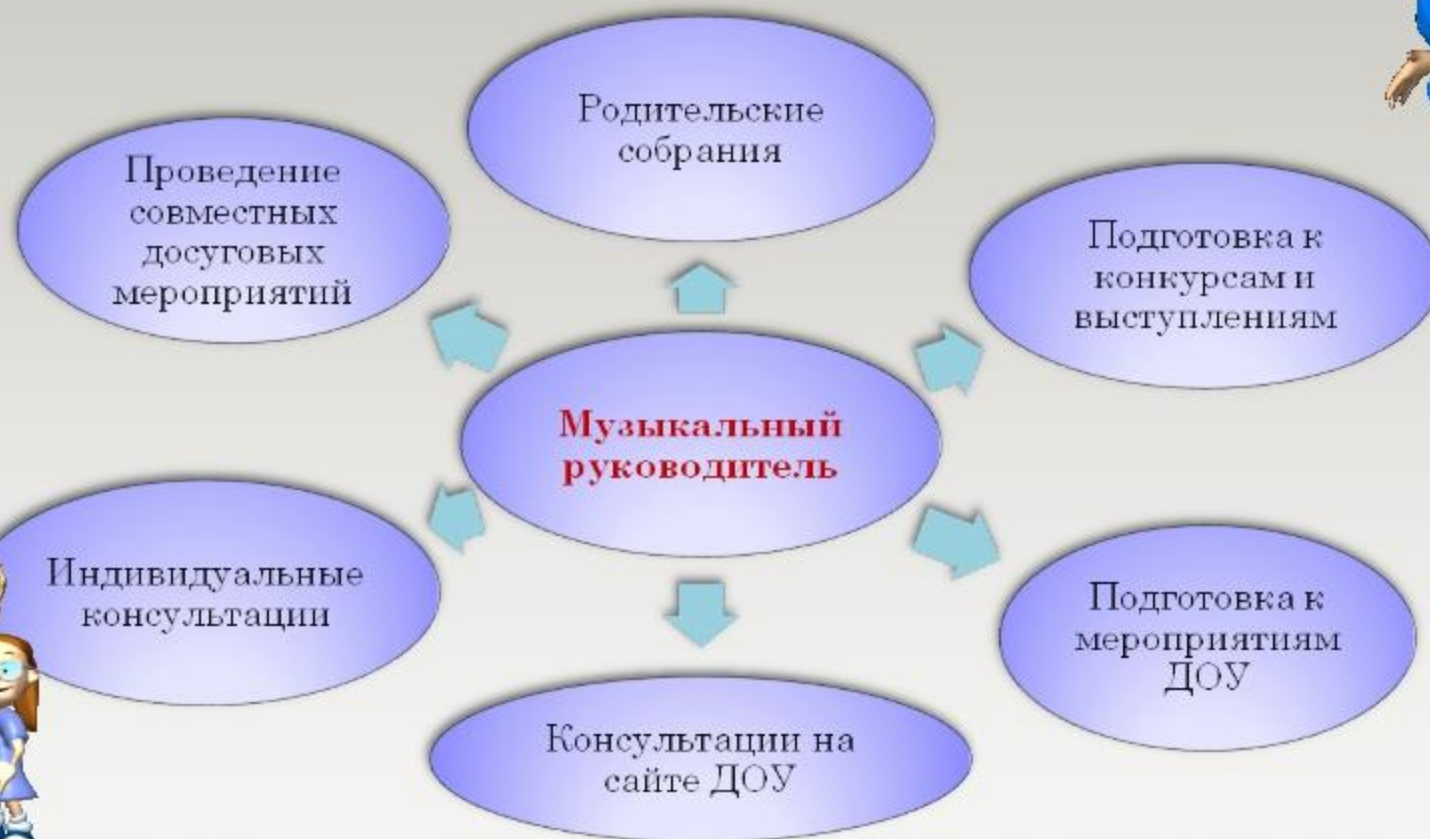 Родительские
собрания
Проведение
совместных
досуговых
мероприятий
Подготовка к
конкурсам и
выступлениям
Музыкальный
руководитель
Индивидуальные
консультации
Подготовка к
мероприятиям
ДОУ
Консультации на
сайте ДОУ